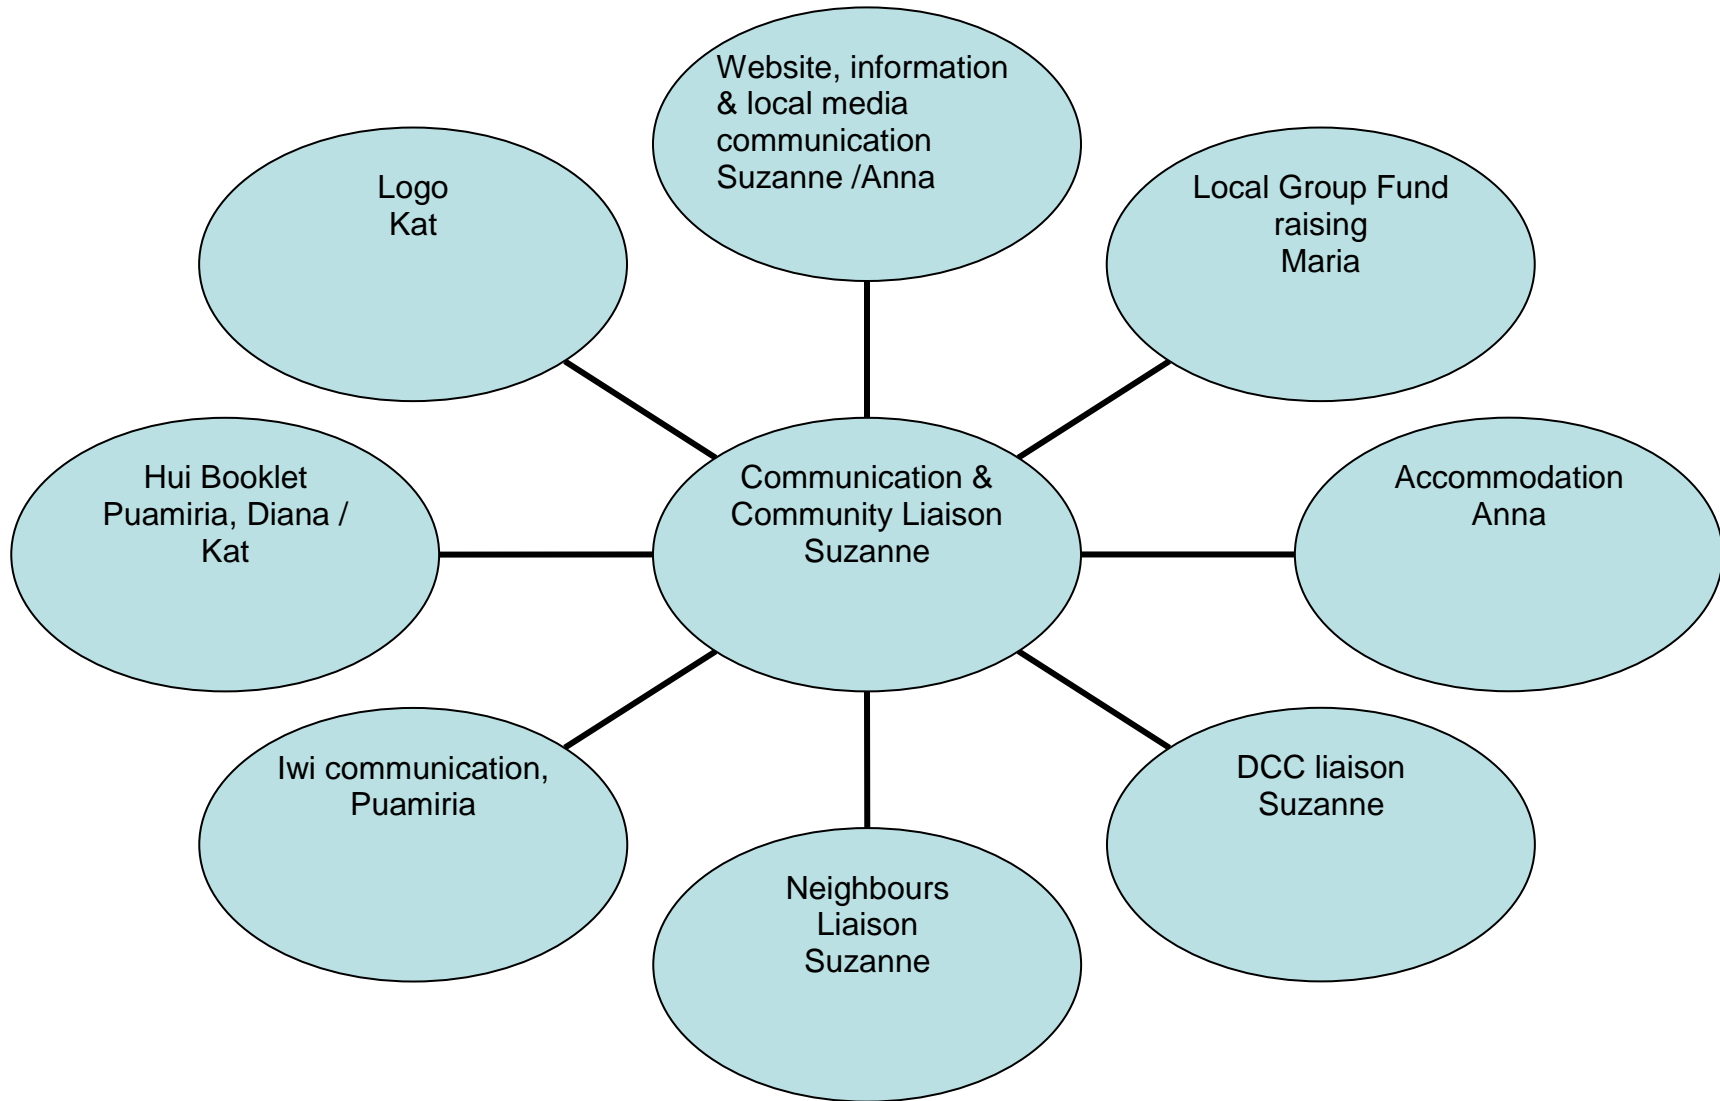 Website, information
& local media
communication
Suzanne /Anna
Logo
Kat
Local Group Fund
raising
Maria
Hui Booklet
Puamiria, Diana /
Kat
Communication &
Community Liaison
Suzanne
Accommodation
Anna
Iwi communication,
Puamiria
DCC liaison
Suzanne
Neighbours
Liaison
Suzanne